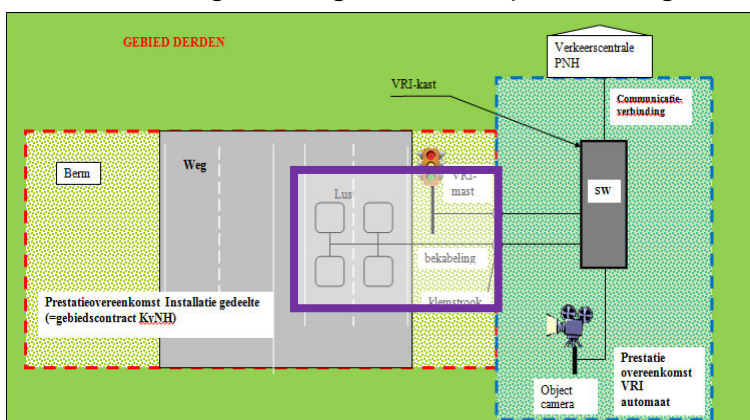 GEBIED DERDEN
Verkeerscentrale
PNH
VRI-kast
Communicatie-
verbinding
Berm
Weg
Lus
VRI-
mast
SW
bekabeling
klemstrook
Prestatieovereenkomst Installatie gedeelte
(=gebiedscontract KvNH)
Object
camera
Prestatie
overeenkomst
VRI
automaat